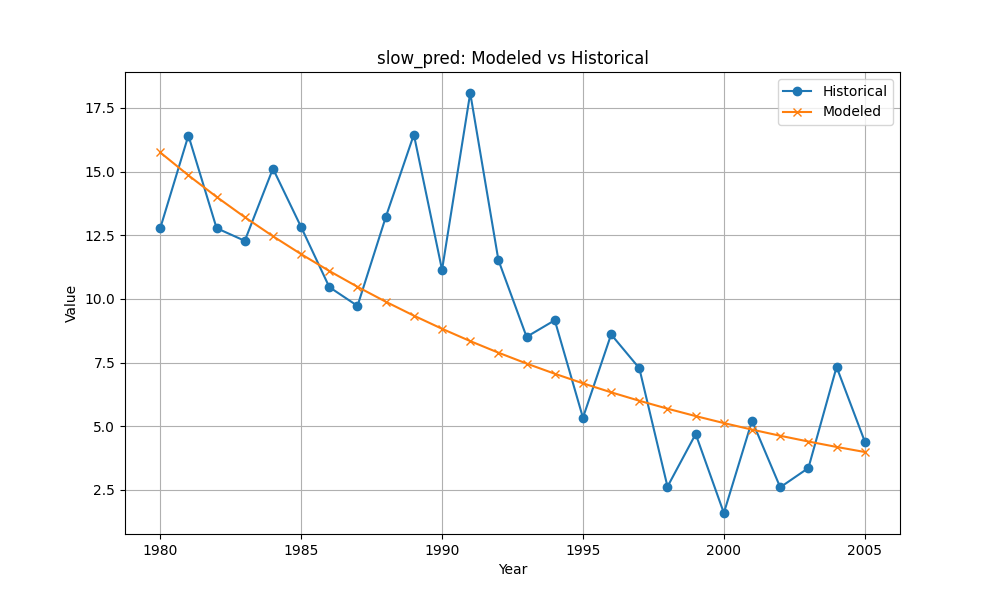 slow_pred: Modeled vs Historical
Historical
Modeled
17.5
15.0
12.5
10.0
7.5
5.0
2.5
Value
1980
1985
1990
1995
2000
2005
Year